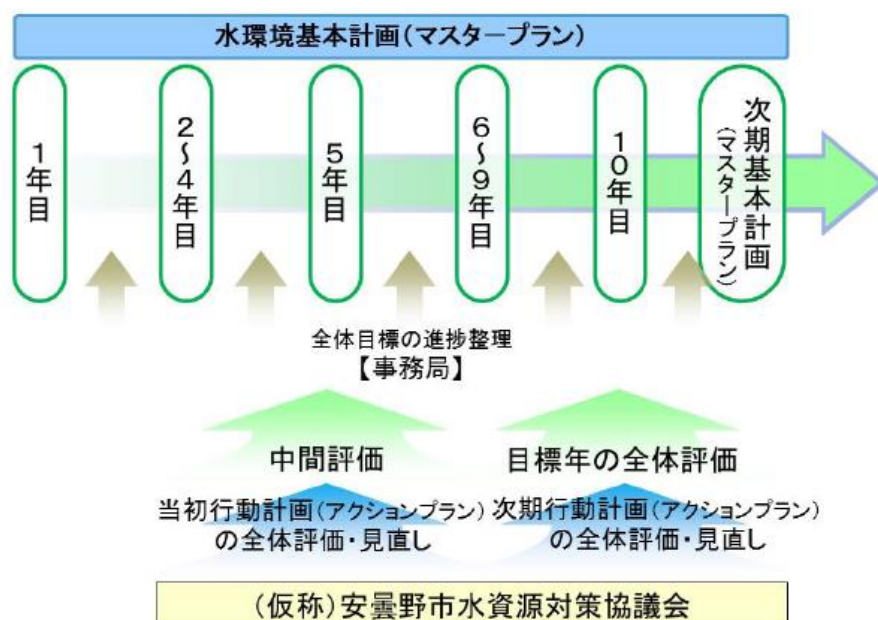 水環境基本計画(マスタープラン)
1年目
2～4年目
5年目
6～9年目
10年目
次期基本計画
(マスタープラン)
全体目標の進捗整理
【事務局】
中間評価
目標年の全体評価
当初行動計画(アクションプラン)
の全体評価・見直し
次期行動計画(アクションプラン)
の全体評価・見直し
(仮称)安曇野市水資源対策協議会